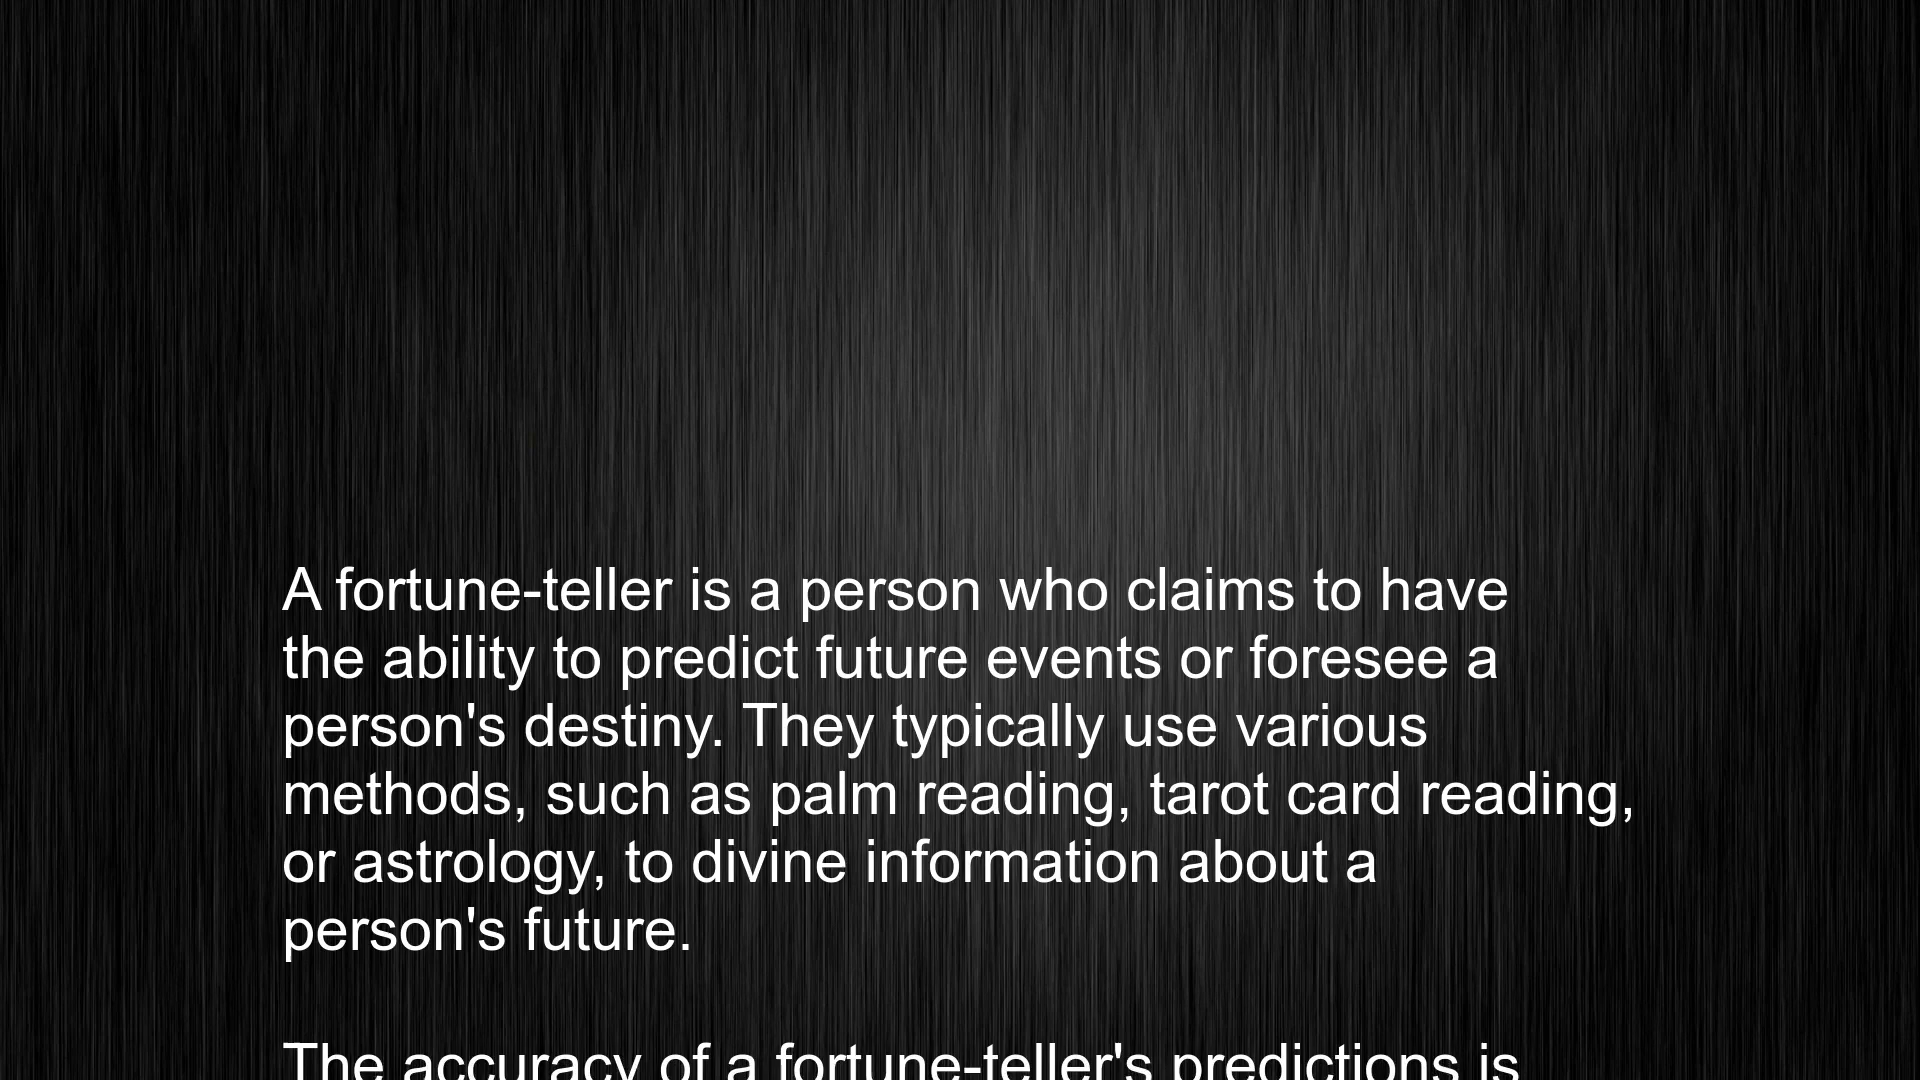 A fortune-teller is a person who claims to have
the ability to predict future events or foresee a
person's destiny. They typically use various
methods, such as palm reading, tarot card reading,
or astrology, to divine information about a
person's future.
The accuracy of a fortune-teller's predictions is